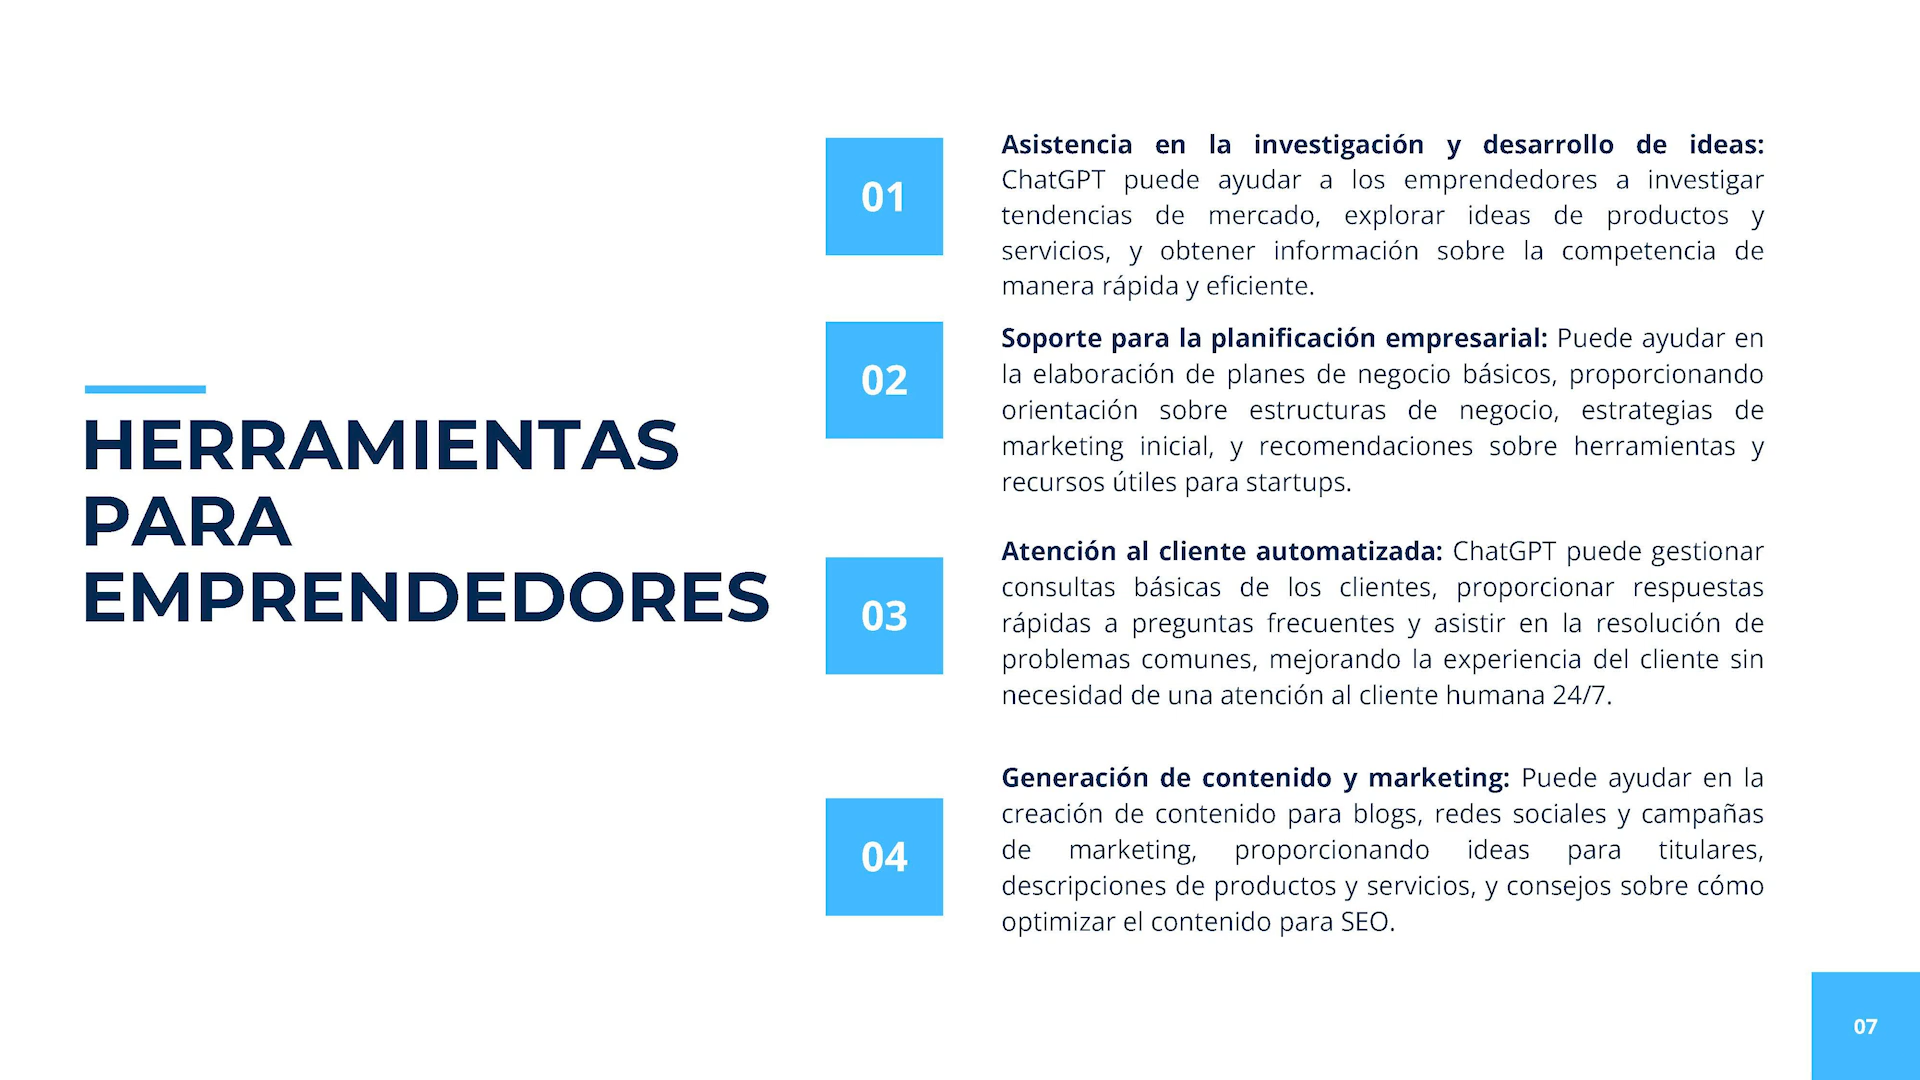 HERRAMIENTAS
PARA
EMPRENDEDORES
01
Asistencia en la investigación y desarrollo de ideas:
ChatGPT puede ayudar a los emprendedores a investigar
tendencias de mercado, explorar ideas de productos y
servicios, y obtener información sobre la competencia de
manera rápida y eficiente.
02
Soporte para la planificación empresarial: Puede ayudar en
la elaboración de planes de negocio básicos, proporcionando
orientación sobre estructuras de negocio, estrategias de
marketing inicial, y recomendaciones sobre herramientas y
recursos útiles para startups.
03
Atención al cliente automatizada: ChatGPT puede gestionar
consultas básicas de los clientes, proporcionar respuestas
rápidas a preguntas frecuentes y asistir en la resolución de
problemas comunes, mejorando la experiencia del cliente sin
necesidad de una atención al cliente humana 24/7.
04
Generación de contenido y marketing: Puede ayudar en la
creación de contenido para blogs, redes sociales y campañas
de marketing, proporcionando ideas para titulares,
descripciones de productos y servicios, y consejos sobre cómo
optimizar el contenido para SEO.
07